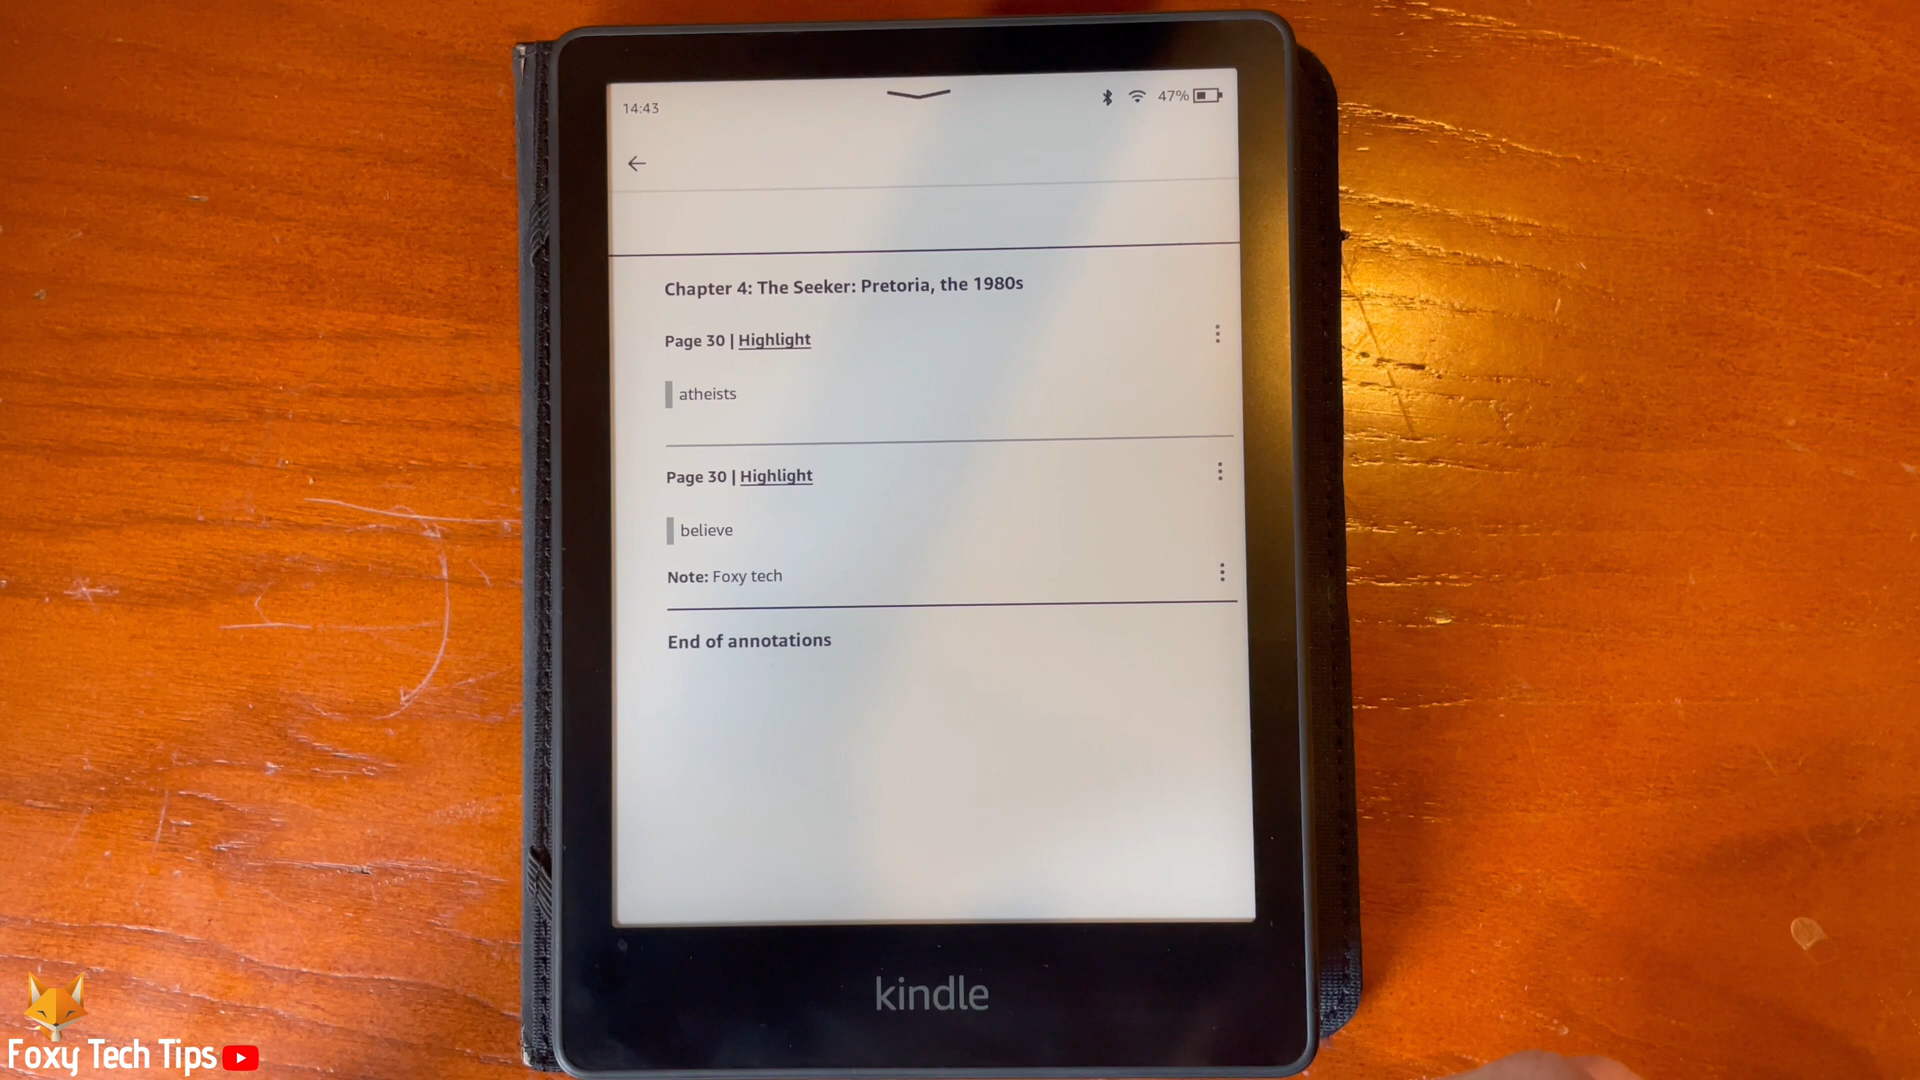 14:43
47%
Chapter 4: The Seeker: Pretoria, the 1980s
Page 30 | Highlight
atheists
Page 30 | Highlight
believe
Note: Foxy tech
End of annotations
kindle
Foxy Tech Tips